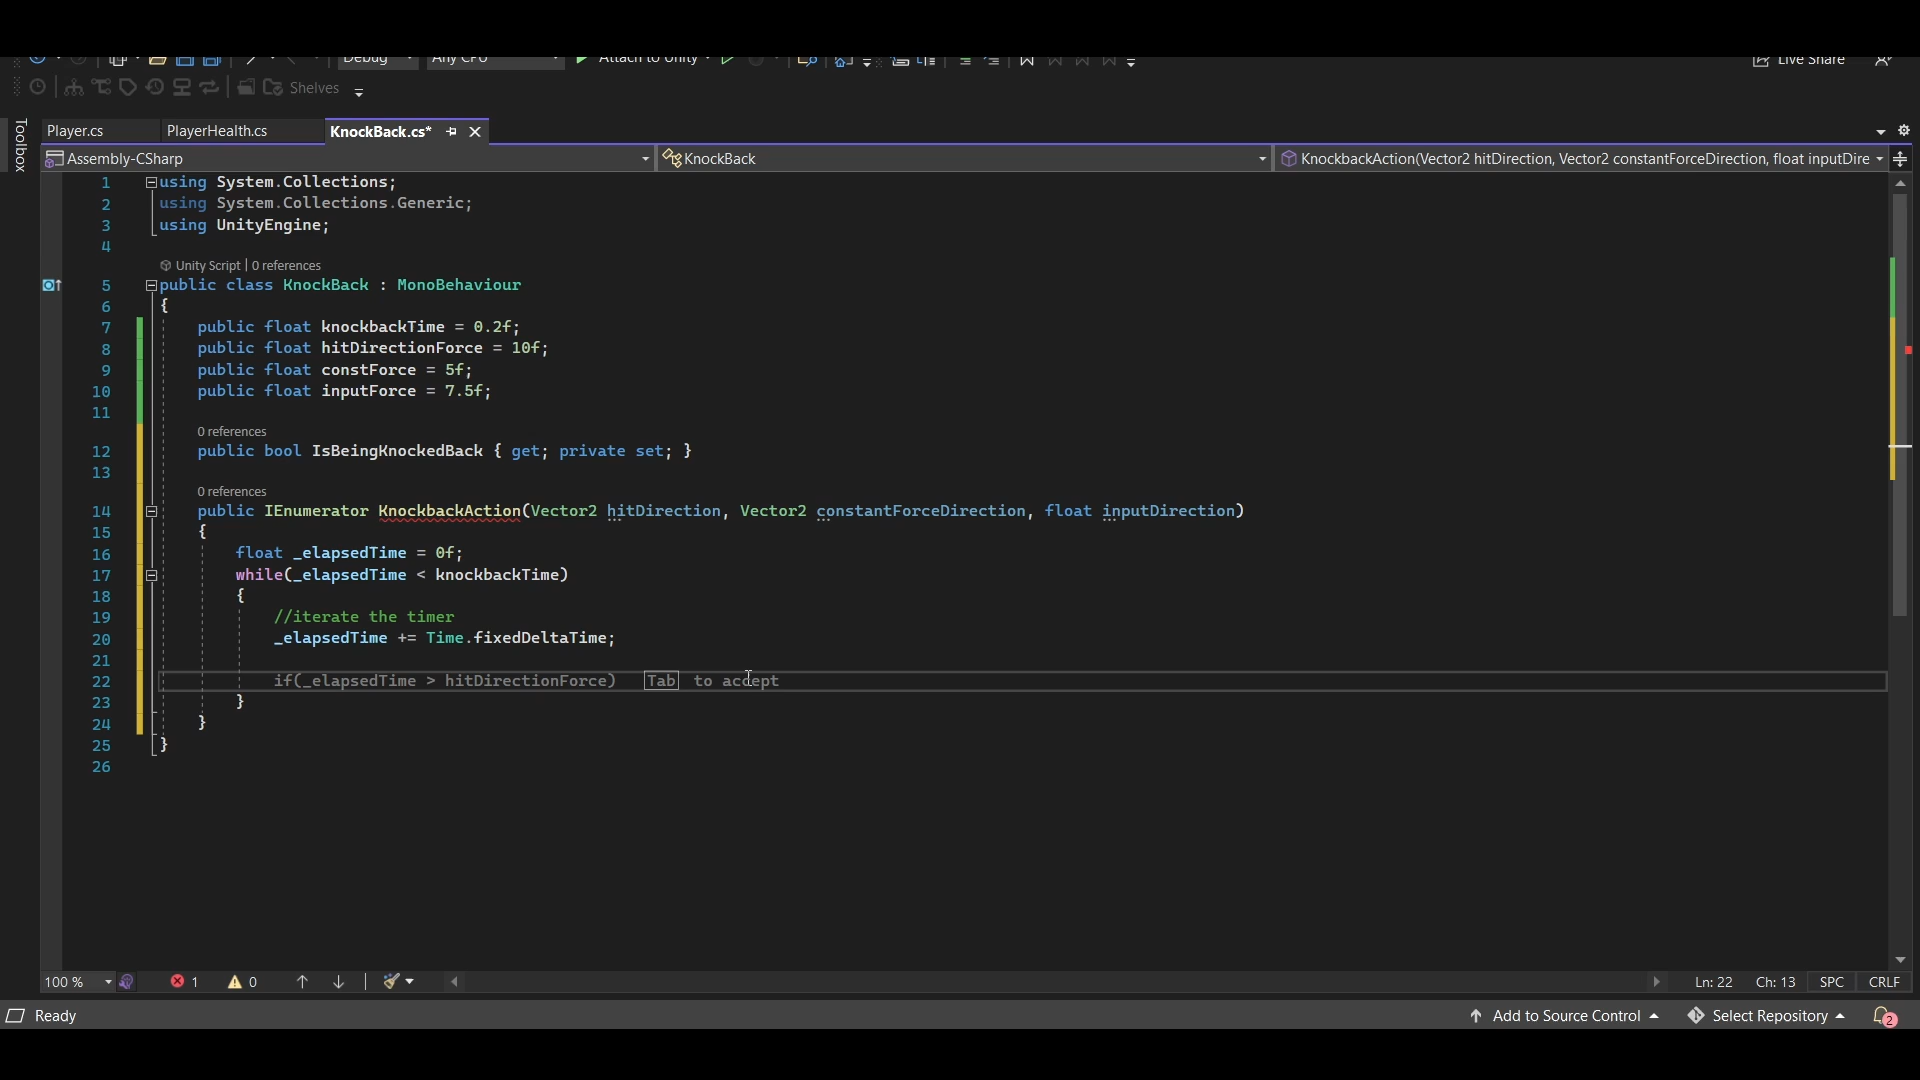 Debug Any CPU Attach to Unity Live Share
Shelves
Toolbox
Player.cs PlayerHealth.cs KnockBack.cs*
Assembly-CSharp KnockBack KnockbackAction(Vector2 hitDirection, Vector2 constantForceDirection, float inputDire
1 using System.Collections;
2 using System.Collections.Generic;
3 using UnityEngine;
4
Unity Script | 0 references
5 public class KnockBack : MonoBehaviour
6 {
7 public float knockbackTime = 0.2f;
8 public float hitDirectionForce = 10f;
9 public float constForce = 5f;
10 public float inputForce = 7.5f;
11
0 references
12 public bool IsBeingKnockedBack { get; private set; }
13
0 references
14 public IEnumerator KnockbackAction(Vector2 hitDirection, Vector2 constantForceDirection, float inputDirection)
15 {
16 float _elapsedTime = 0f;
17 while(_elapsedTime < knockbackTime)
18 {
19 //iterate the timer
20 _elapsedTime += Time.fixedDeltaTime;
21
22 if(_elapsedTime > hitDirectionForce) Tab to accept
23 }
24 }
25 }
26
100 % 1 0 Ln: 22 Ch: 13 SPC CRLF
Ready Add to Source Control Select Repository 2